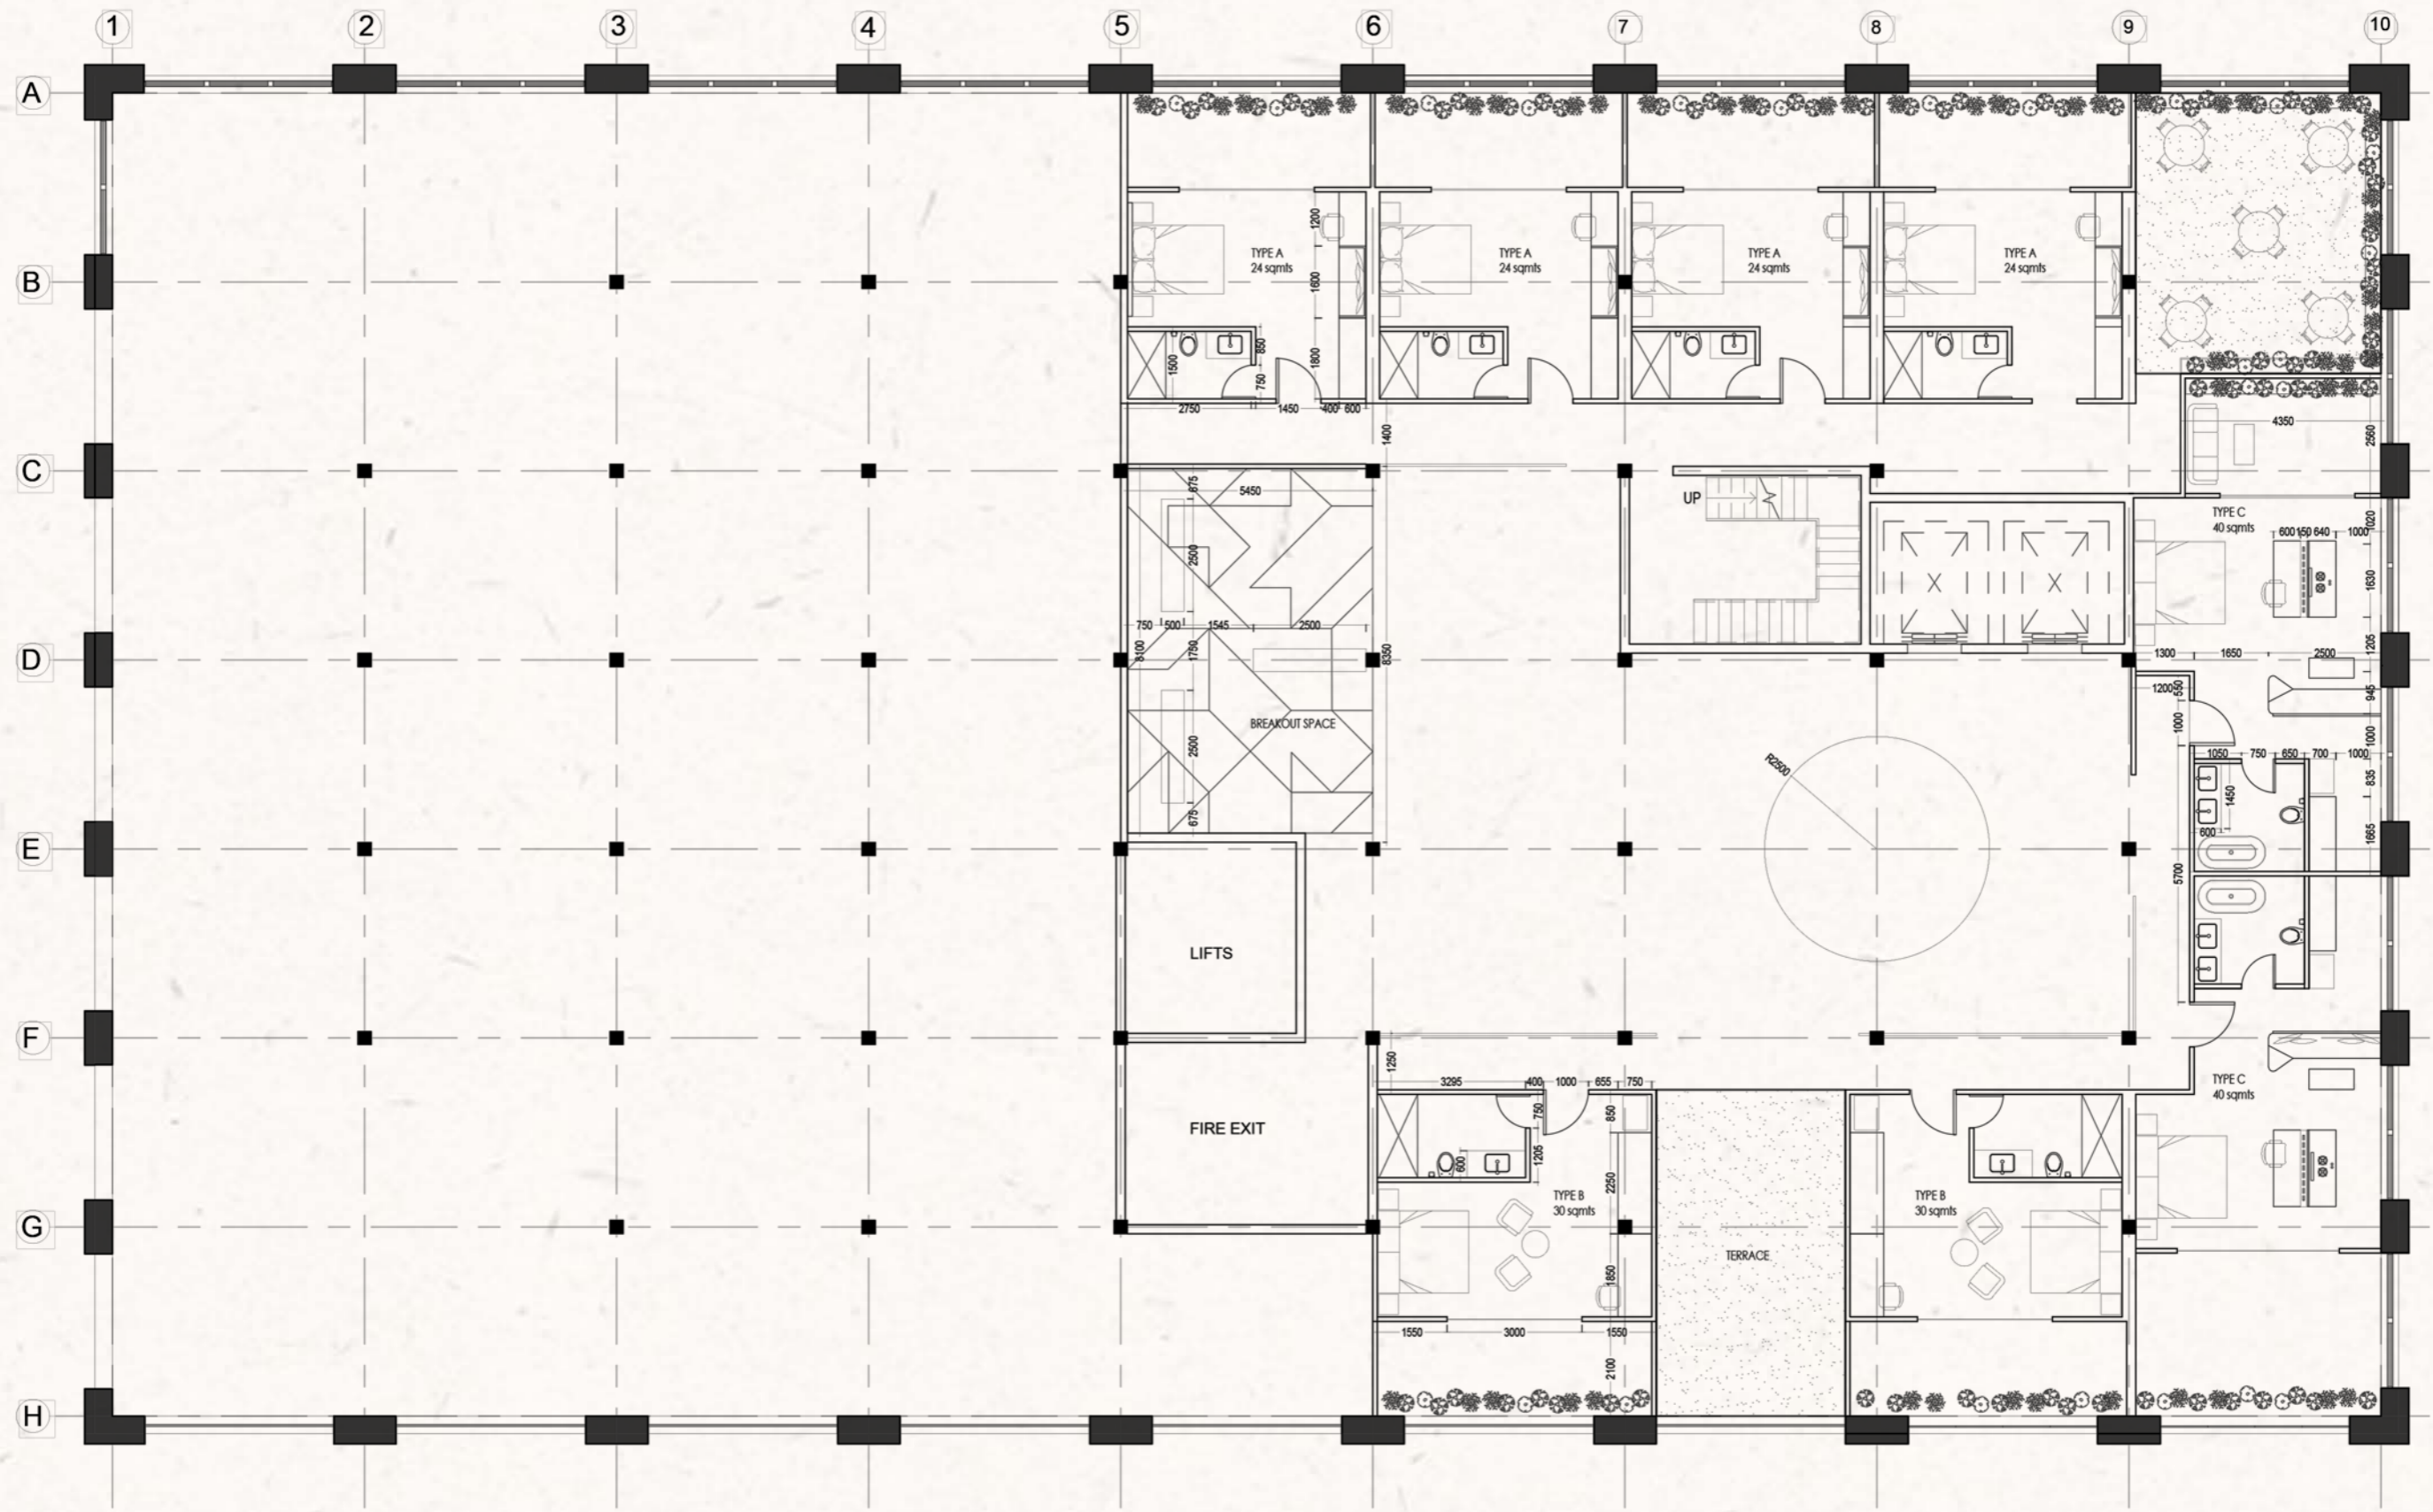 1 2 3 4 5 6 7 8 9 10
A
B
C
D
E
F
G
H
TYPE A
24 sqmts
TYPE A
24 sqmts
TYPE A
24 sqmts
TYPE A
24 sqmts
1200
1600
1800
1500
850
750
2750 1450 400 600
1400
4350
2560
UP
675
5450
2500
750 500 1545 2500
8100
1750
8350
BREAKOUT SPACE
2500
675
TYPE C
40 sqmts
600 150 640 1000
1020
1630
1205
1300 1650 2500
1200
550
945
1000
1000
1050 750 650 700 1000
835
1450
600
1665
5700
R2500
LIFTS
FIRE EXIT
1250
3295 400 1000 655 750
750
850
1205
600
2250
TYPE B
30 sqmts
1850
1550 3000 1550
2100
TERRACE
TYPE B
30 sqmts
TYPE C
40 sqmts